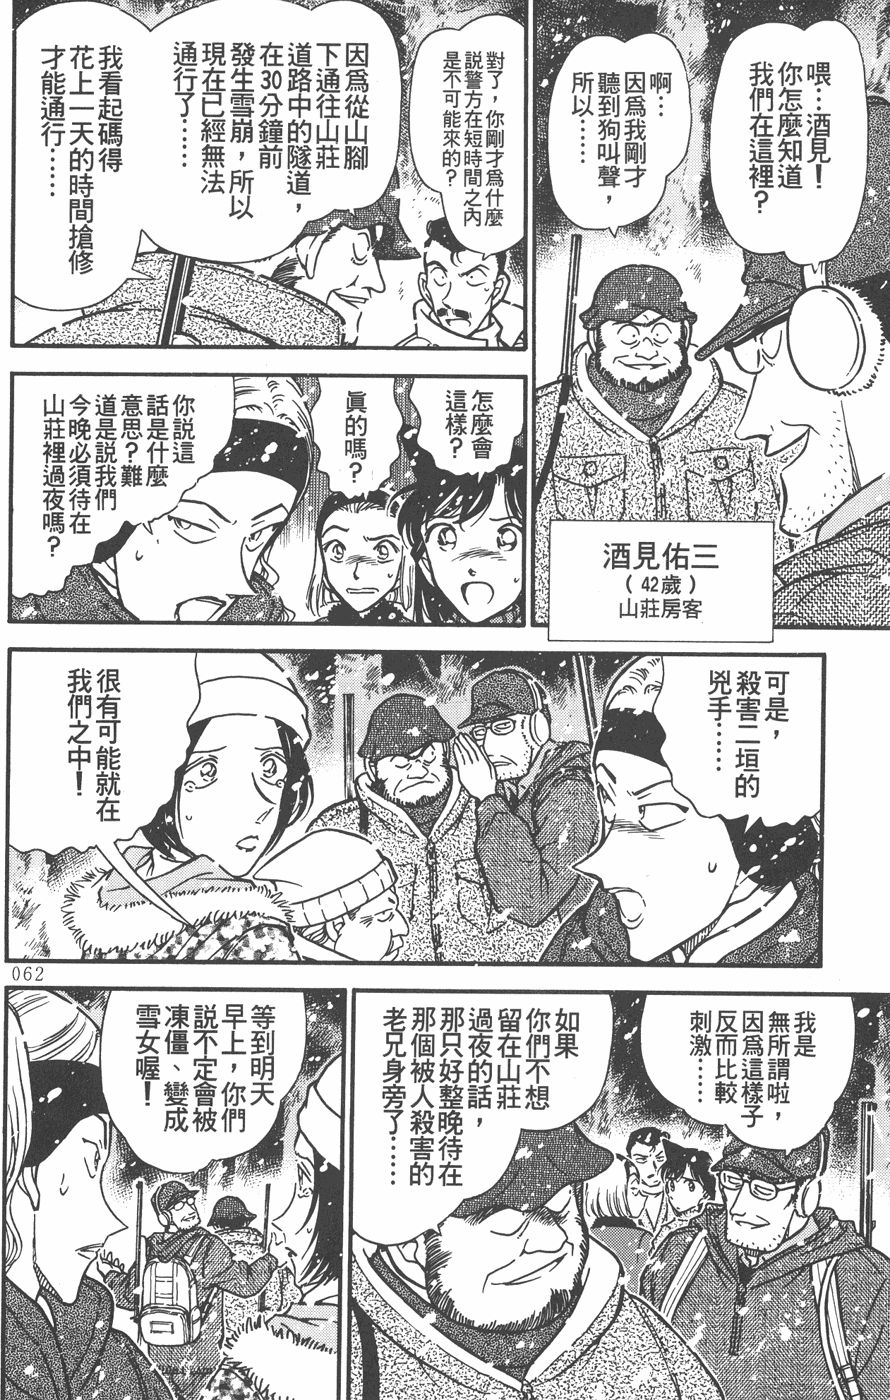 喂…酒見！
你怎麼知道
我們在這裡？
啊…
因為我剛才
聽到狗叫聲，
所以……
酒見佑三
（42歲）
山莊房客
對了，你剛才為什麼
說警方在短時間之內
是不可能來的？
因為從山腳
下通往山莊
道路中的隧道，
在30分鐘前
發生雪崩，所以
現在已經無法
通行了……
我看起碼得
花上一天的時間搶修
才能通行……
怎麼會
這樣？
真的嗎？
你說這
話是什麼
意思？難
道是說我們
今晚必須待在
山莊裡過夜嗎？
可是，
殺害二垣的
兇手……
很有可能就在
我們之中！
062
我是
無所謂啦，
因為這樣子
反而比較
刺激…
如果
你們不想
留在山莊
過夜的話，
那只好整晚待在
那個被人殺害的
老兄身旁了……
等到明天
早上，你們
說不定會被
凍僵、變成
雪女喔！